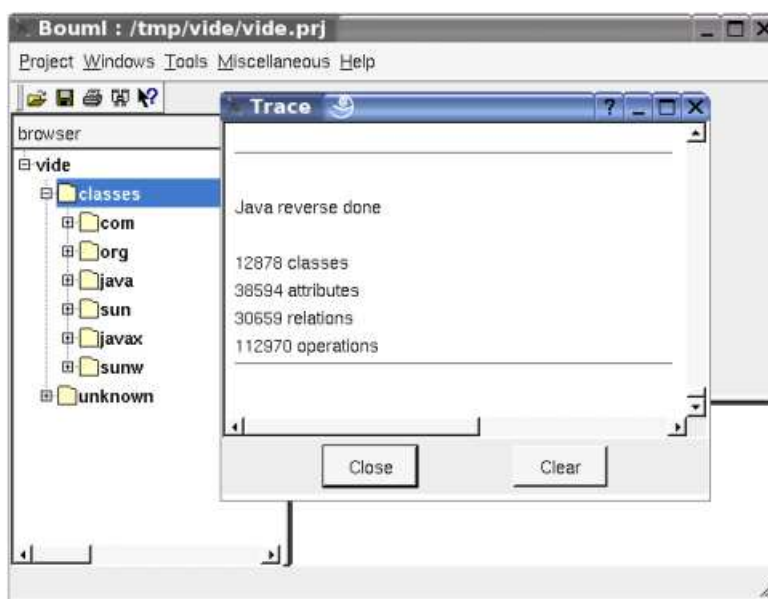 Bouml : /tmp/vide/vide.prj
Project Windows Tools Miscellaneous Help
Trace
browser
vide
classes
com
org
java
sun
javax
sunw
unknown
Java reverse done
12878 classes
38594 attributes
30659 relations
112970 operations
Close
Clear